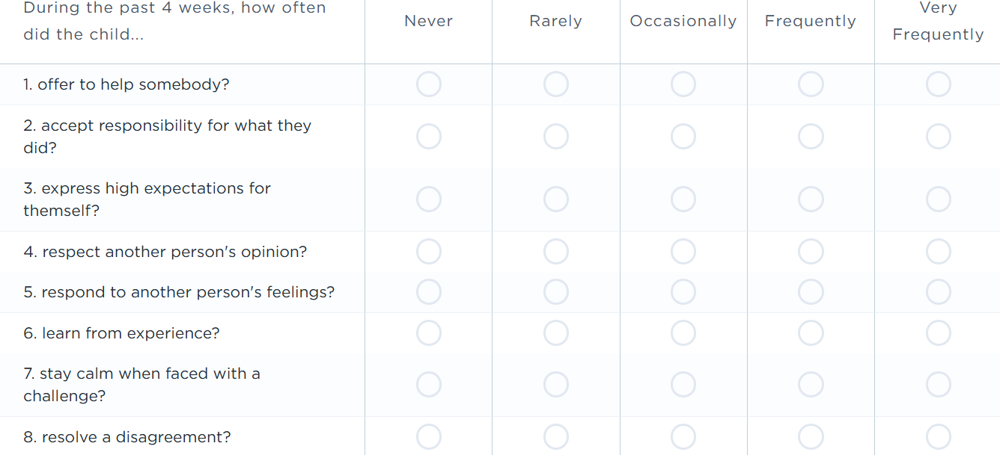 During the past 4 weeks, how often
did the child...
Never
Rarely
Occasionally
Frequently
Very
Frequently
1. offer to help somebody?
2. accept responsibility for what they
did?
3. express high expectations for
themself?
4. respect another person's opinion?
5. respond to another person's feelings?
6. learn from experience?
7. stay calm when faced with a
challenge?
8. resolve a disagreement?